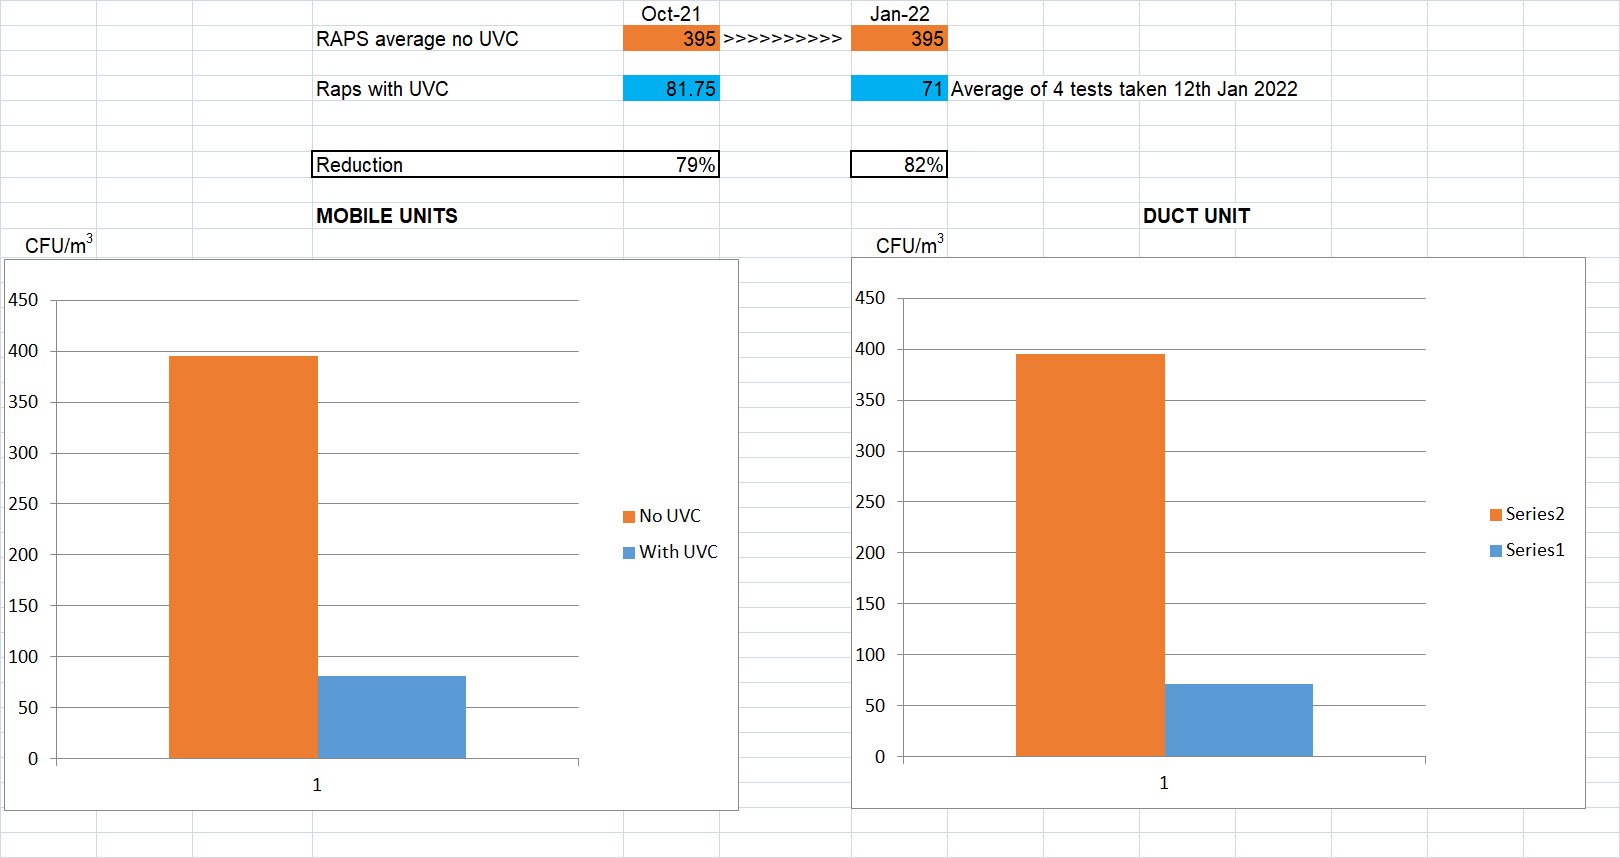 Oct-21 Jan-22
RAPS average no UVC 395 >>>>>>>>>> 395
Raps with UVC 81.75 71 Average of 4 tests taken 12th Jan 2022
Reduction 79% 82%
MOBILE UNITS DUCT UNIT
CFU/m³ CFU/m³
450
400
350
300
250
200
150
100
50
0
1
No UVC
With UVC
450
400
350
300
250
200
150
100
50
0
1
Series2
Series1